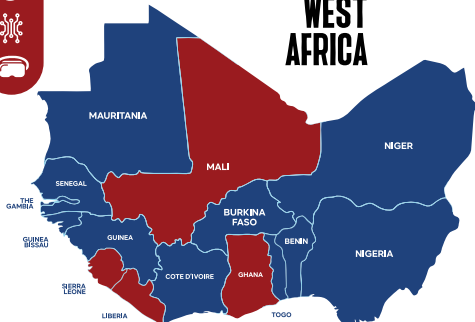 WEST
AFRICA
MAURITANIA
NIGER
MALI
SENEGAL
THE
GAMBIA
BURKINA
FASO
GUINEA
BISSAU
GUINEA
BENIN
NIGERIA
COTE D'IVOIRE
GHANA
SIERRA
LEONE
LIBERIA
TOGO